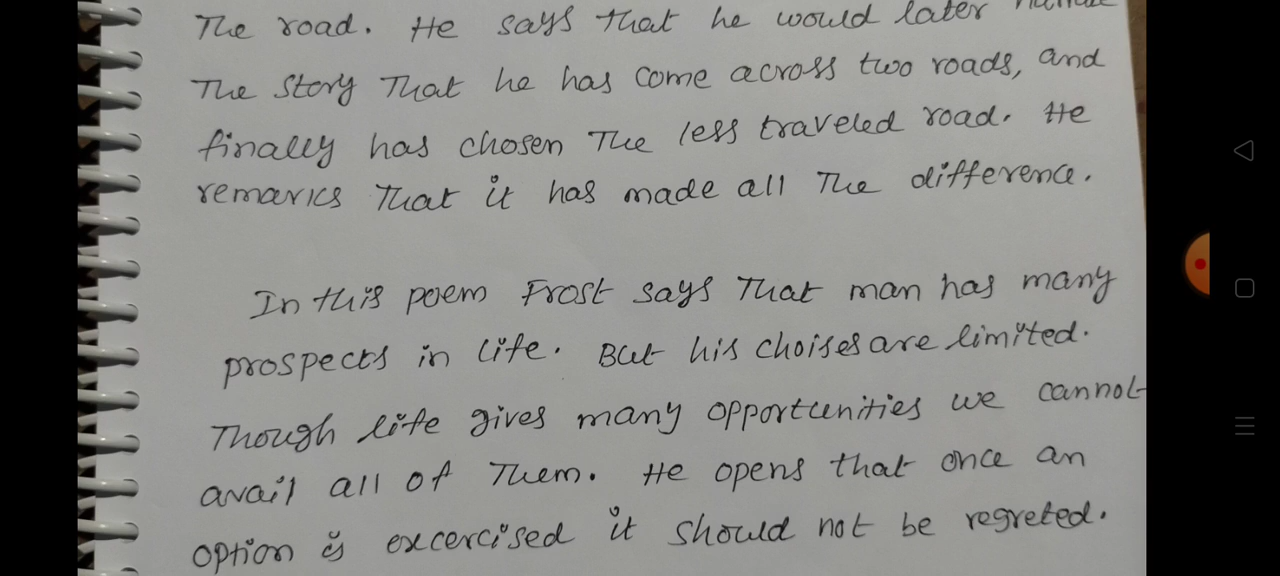 The road. He says that he would later
The story that he has come across two roads, and
finally has chosen the less traveled road. He
remarks that it has made all the difference.
In this poem Frost says that man has many
prospects in life. But his choises are limited.
Though life gives many opportunities we cannot
avail all of them. He opens that once an
option is excercised it should not be regreted.